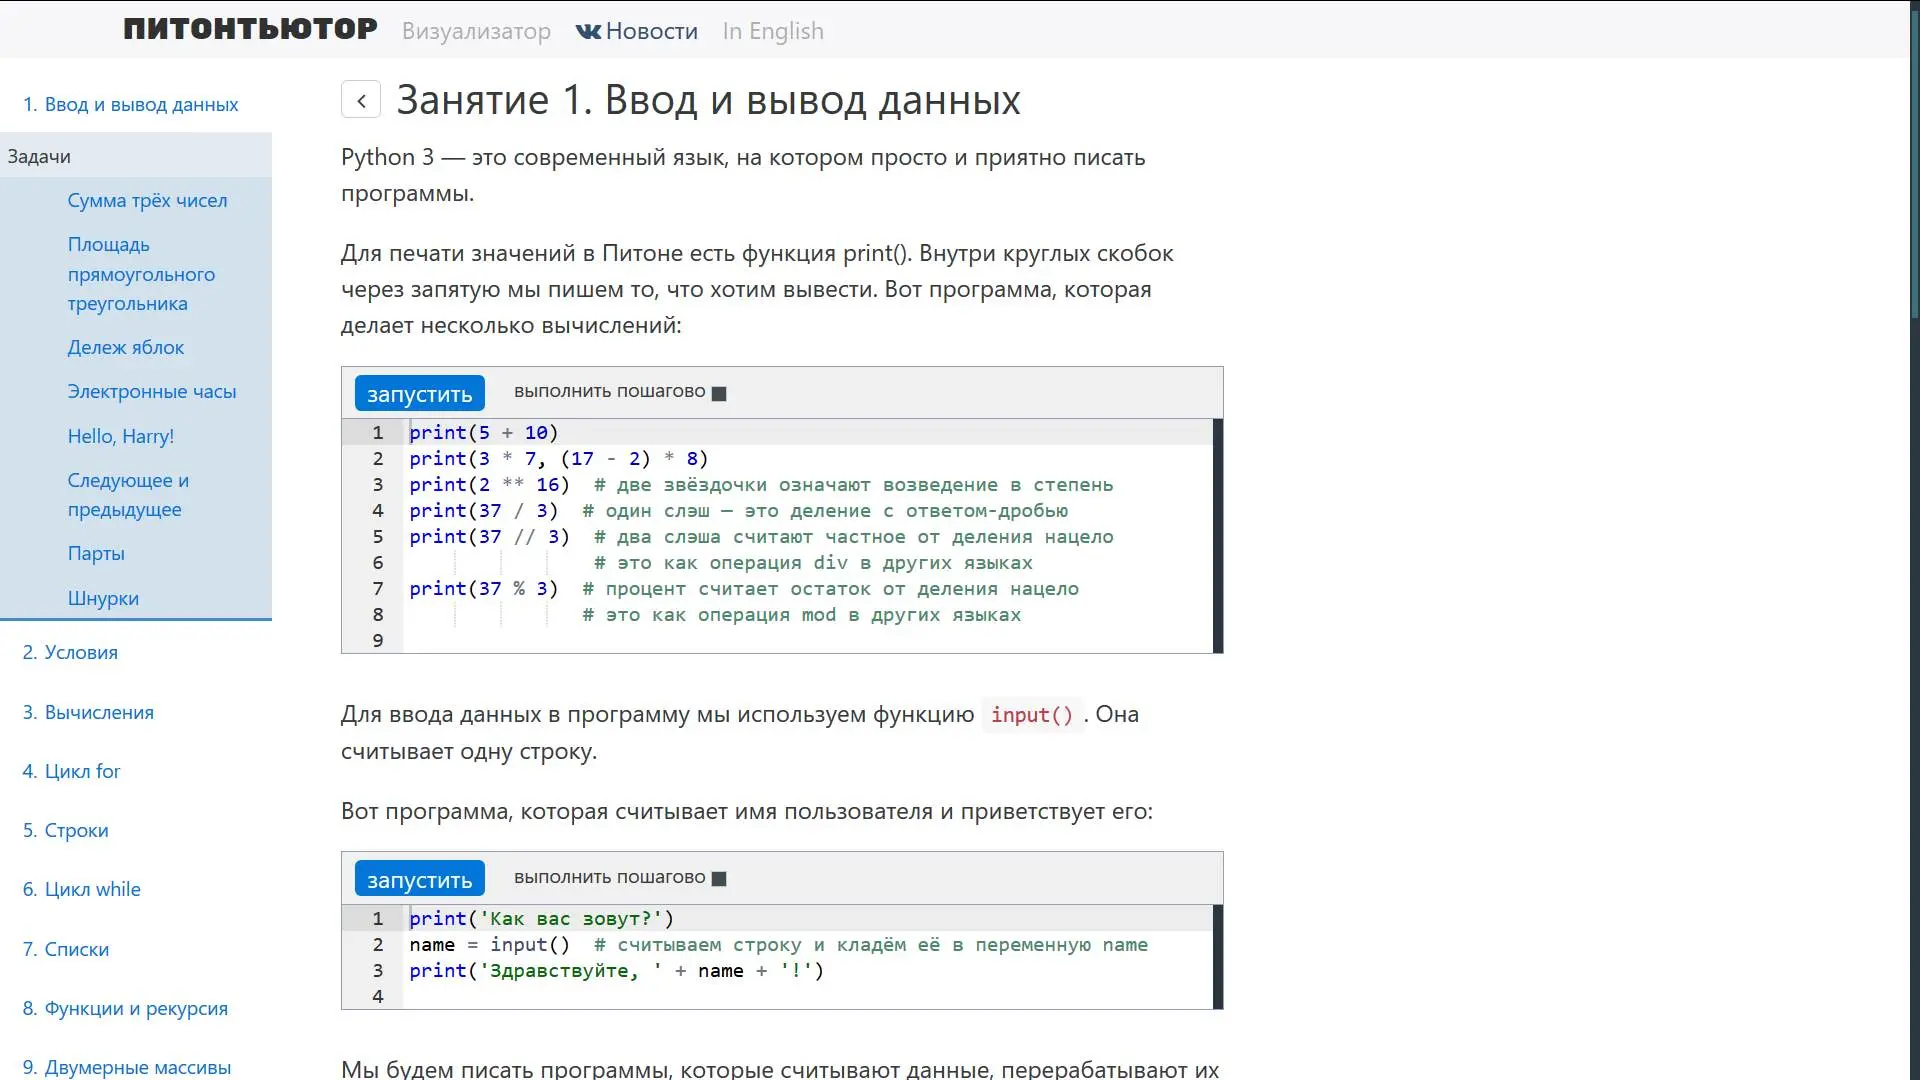 ПИТОНТЬЮТОР Визуализатор Новости In English
1. Ввод и вывод данных
Задачи
Сумма трёх чисел
Площадь
прямоугольного
треугольника
Дележ яблок
Электронные часы
Hello, Harry!
Следующее и
предыдущее
Парты
Шнурки
2. Условия
3. Вычисления
4. Цикл for
5. Строки
6. Цикл while
7. Списки
8. Функции и рекурсия
9. Двумерные массивы
Занятие 1. Ввод и вывод данных
Python 3 — это современный язык, на котором просто и приятно писать
программы.
Для печати значений в Питоне есть функция print(). Внутри круглых скобок
через запятую мы пишем то, что хотим вывести. Вот программа, которая
делает несколько вычислений:
запустить выполнить пошагово
1 print(5 + 10)
2 print(3 * 7, (17 - 2) * 8)
3 print(2 ** 16)  # две звёздочки означают возведение в степень
4 print(37 / 3)  # один слэш — это деление с ответом-дробью
5 print(37 // 3)  # два слэша считают частное от деления нацело
6 # это как операция div в других языках
7 print(37 % 3)  # процент считает остаток от деления нацело
8 # это как операция mod в других языках
9
Для ввода данных в программу мы используем функцию input() . Она
считывает одну строку.
Вот программа, которая считывает имя пользователя и приветствует его:
запустить выполнить пошагово
1 print('Как вас зовут?')
2 name = input()  # считываем строку и кладём её в переменную name
3 print('Здравствуйте, ' + name + '!')
4
Мы будем писать программы, которые считывают данные, перерабатывают их